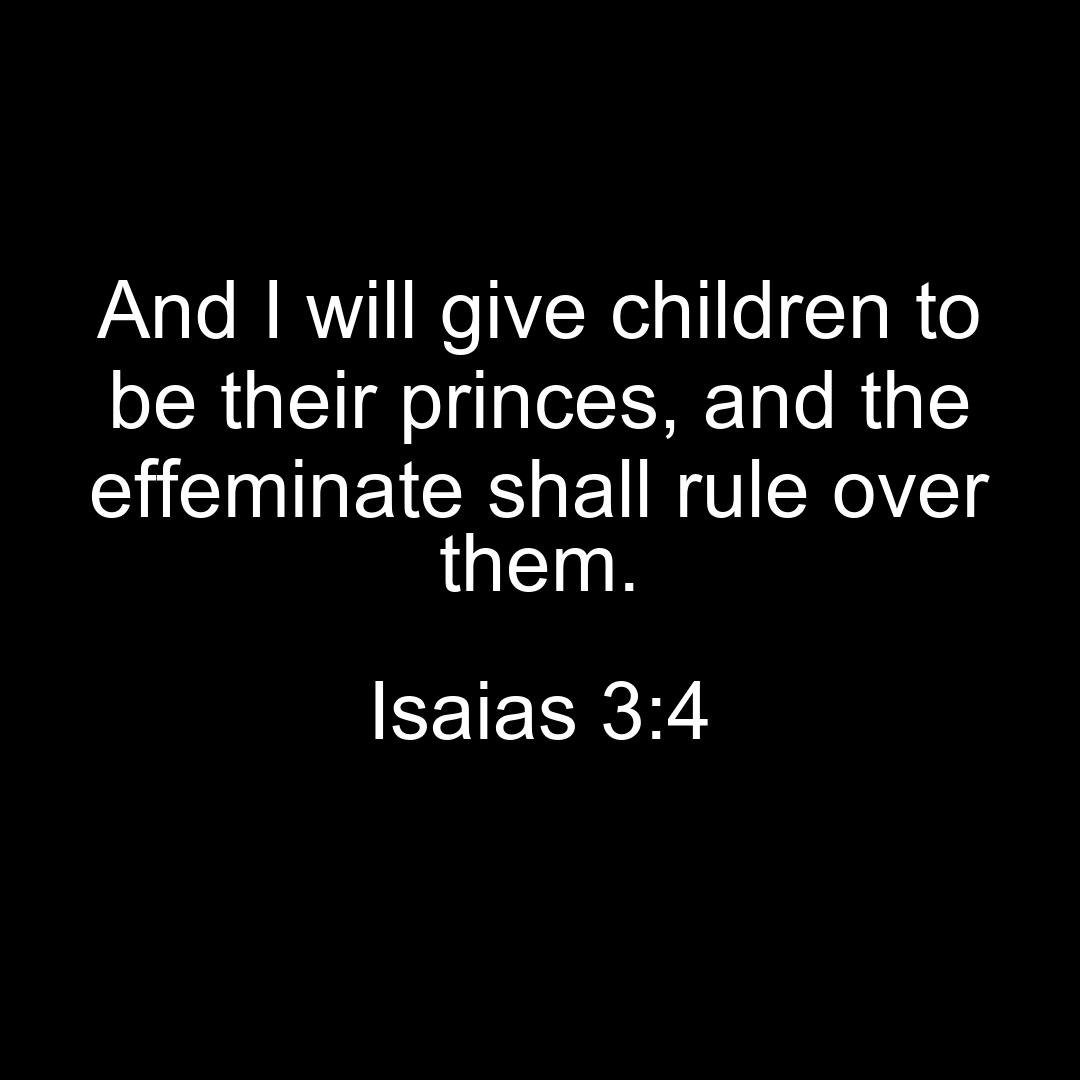 And I will give children to
be their princes, and the
effeminate shall rule over
them.
Isaias 3:4